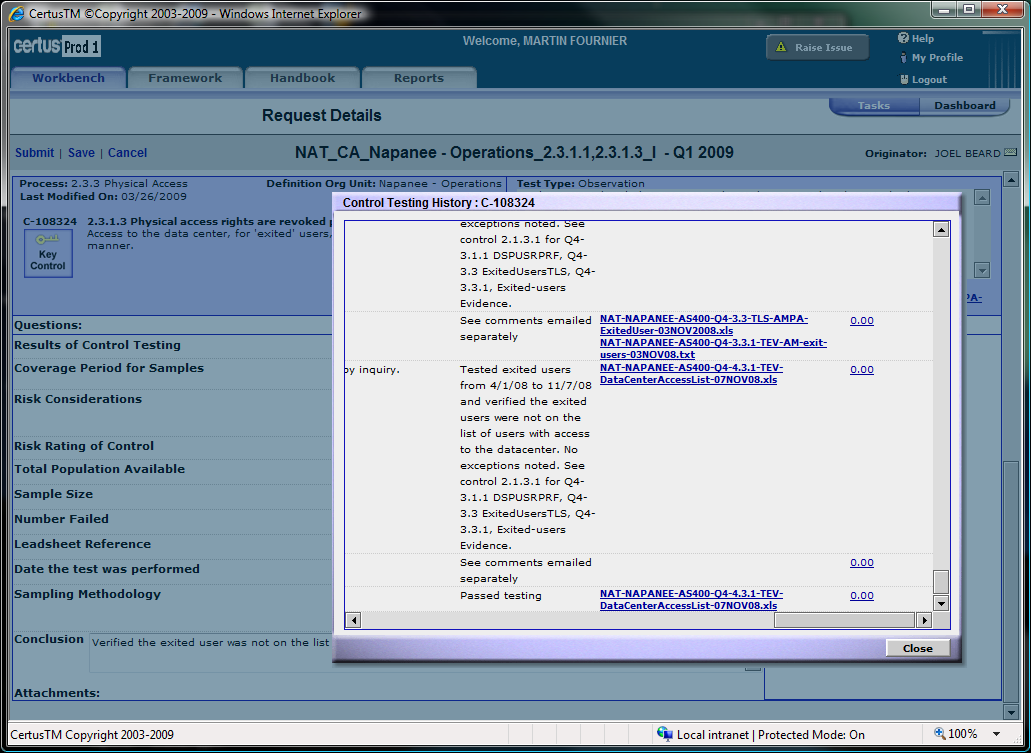 CertusTM ©Copyright 2003-2009 - Windows Internet Explorer
certus Prod 1
Welcome, MARTIN FOURNIER
Raise Issue
Help
My Profile
Logout
Workbench
Framework
Handbook
Reports
Tasks
Dashboard
Request Details
Submit | Save | Cancel
NAT_CA_Napanee - Operations_2.3.1.1,2.3.1.3_I - Q1 2009
Originator: JOEL BEARD
Process: 2.3.3 Physical Access
Definition Org Unit: Napanee - Operations
Test Type: Observation
Last Modified On: 03/26/2009
C-108324
Key
Control
2.3.1.3 Physical access rights are revoked
Access to the data center, for 'exited' users,
manner.
PA-
Questions:
Results of Control Testing
Coverage Period for Samples
Risk Considerations
Risk Rating of Control
Total Population Available
Sample Size
Number Failed
Leadsheet Reference
Date the test was performed
Sampling Methodology
Conclusion
Verified the exited user was not on the list
Attachments:
Control Testing History : C-108324
exceptions noted. See
control 2.1.3.1 for Q4-
3.1.1 DSPUSRPRF, Q4-
3.3 ExitedUsersTLS, Q4-
3.3.1, Exited-users
Evidence.
See comments emailed
separately
NAT-NAPANEE-AS400-Q4-3.3-TLS-AMPA-
ExitedUser-03NOV2008.xls
NAT-NAPANEE-AS400-Q4-3.3.1-TEV-AM-exit-
users-03NOV08.txt
0.00
by inquiry.
Tested exited users
from 4/1/08 to 11/7/08
and verified the exited
users were not on the
list of users with access
to the datacenter. No
exceptions noted. See
control 2.1.3.1 for Q4-
3.1.1 DSPUSRPRF, Q4-
3.3 ExitedUsersTLS, Q4-
3.3.1, Exited-users
Evidence.
NAT-NAPANEE-AS400-Q4-4.3.1-TEV-
DataCenterAccessList-07NOV08.xls
0.00
See comments emailed
separately
0.00
Passed testing
NAT-NAPANEE-AS400-Q4-4.3.1-TEV-
DataCenterAccessList-07NOV08.xls
0.00
Close
CertusTM Copyright 2003-2009
Local intranet | Protected Mode: On
100%